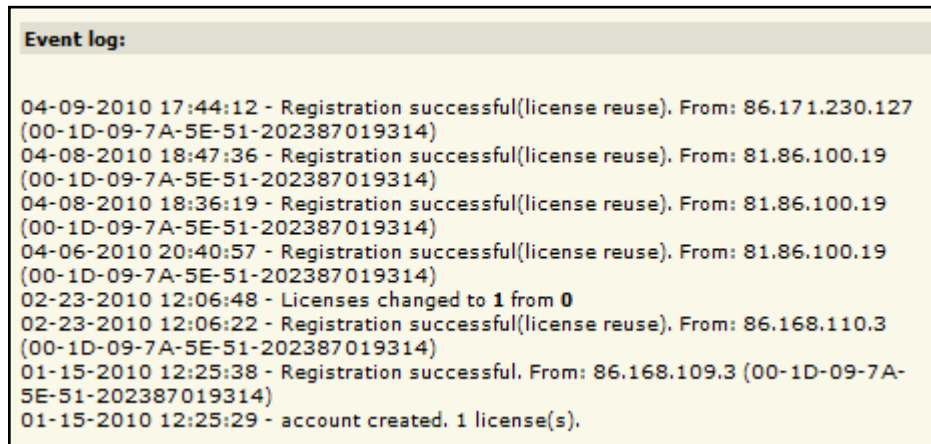 Event log:
04-09-2010 17:44:12 - Registration successful(license reuse). From: 86.171.230.127
(00-1D-09-7A-5E-51-202387019314)
04-08-2010 18:47:36 - Registration successful(license reuse). From: 81.86.100.19
(00-1D-09-7A-5E-51-202387019314)
04-08-2010 18:36:19 - Registration successful(license reuse). From: 81.86.100.19
(00-1D-09-7A-5E-51-202387019314)
04-06-2010 20:40:57 - Registration successful(license reuse). From: 81.86.100.19
(00-1D-09-7A-5E-51-202387019314)
02-23-2010 12:06:48 - Licenses changed to 1 from 0
02-23-2010 12:06:22 - Registration successful(license reuse). From: 86.168.110.3
(00-1D-09-7A-5E-51-202387019314)
01-15-2010 12:25:38 - Registration successful. From: 86.168.109.3 (00-1D-09-7A-
5E-51-202387019314)
01-15-2010 12:25:29 - account created. 1 license(s).